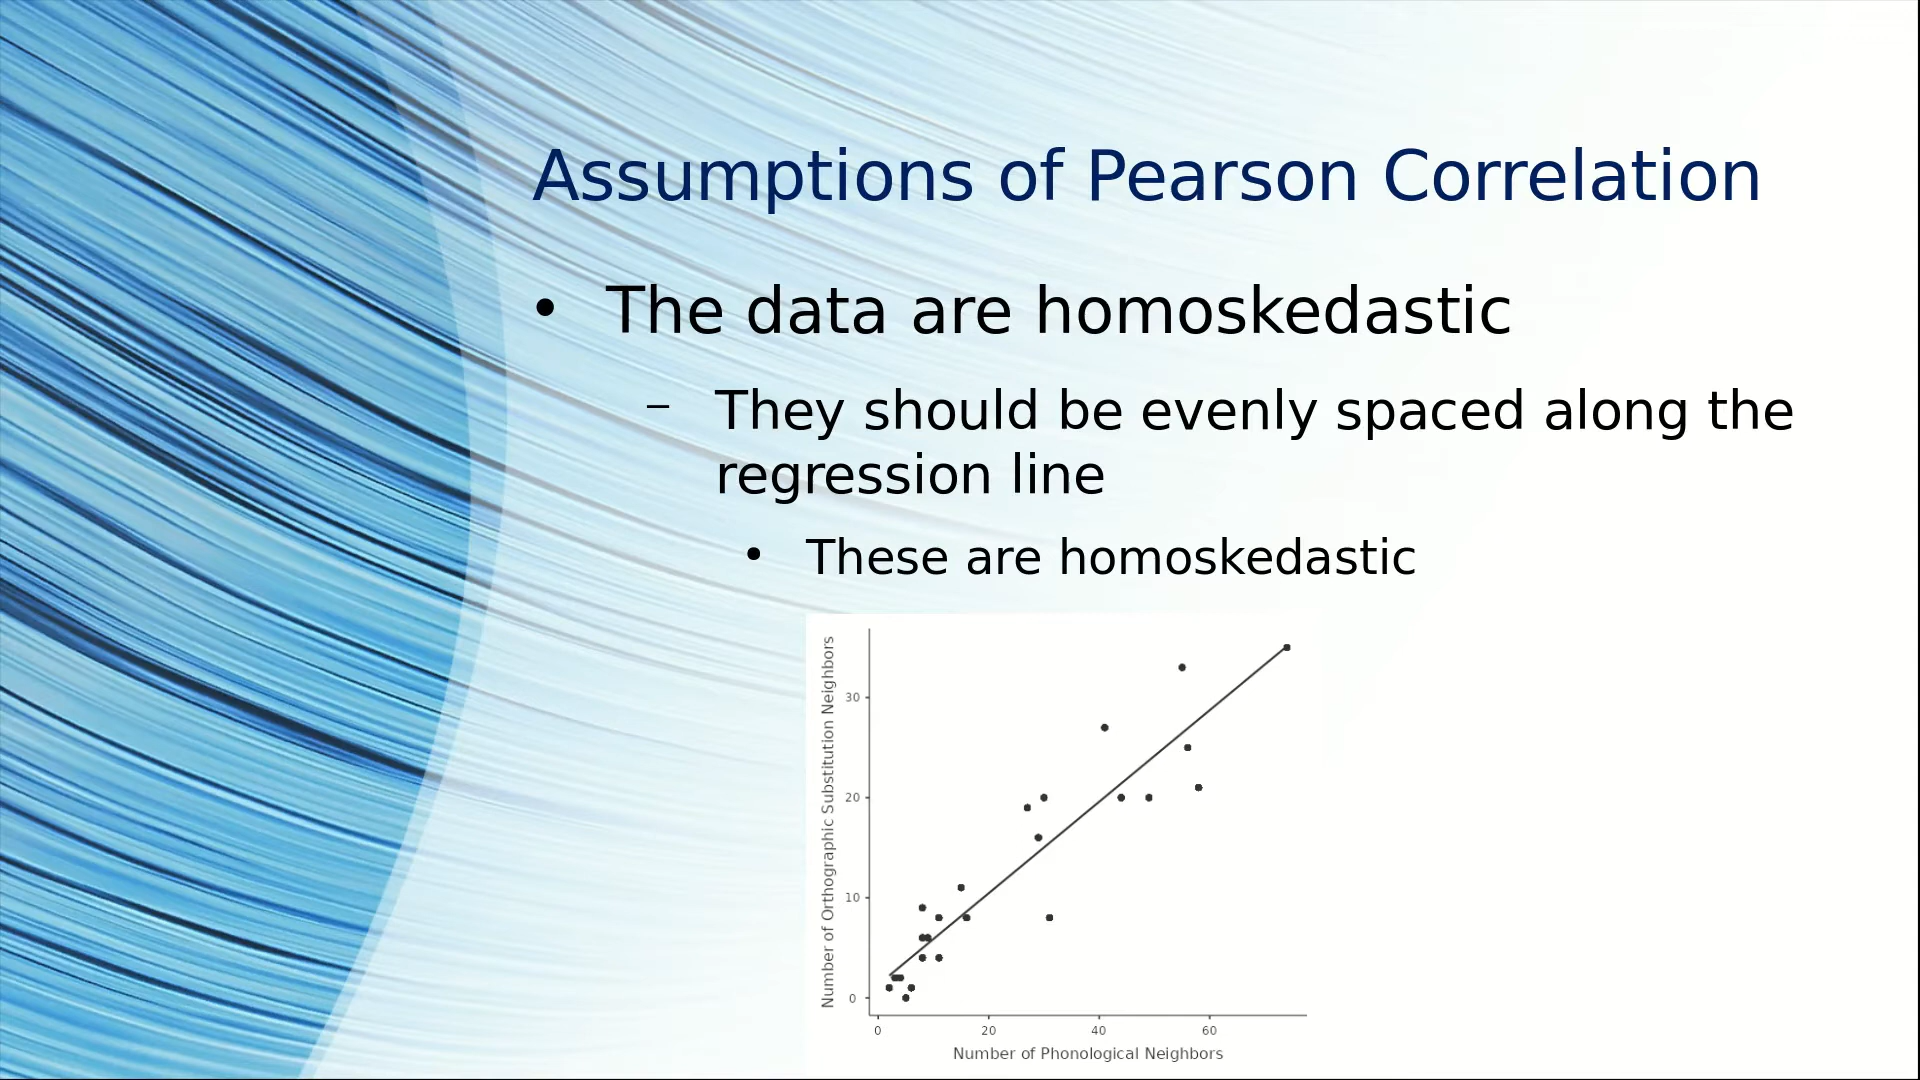 Assumptions of Pearson Correlation
• The data are homoskedastic
– They should be evenly spaced along the
regression line
• These are homoskedastic
Number of Orthographic Substitution Neighbors
30
20
10
0
0 20 40 60
Number of Phonological Neighbors